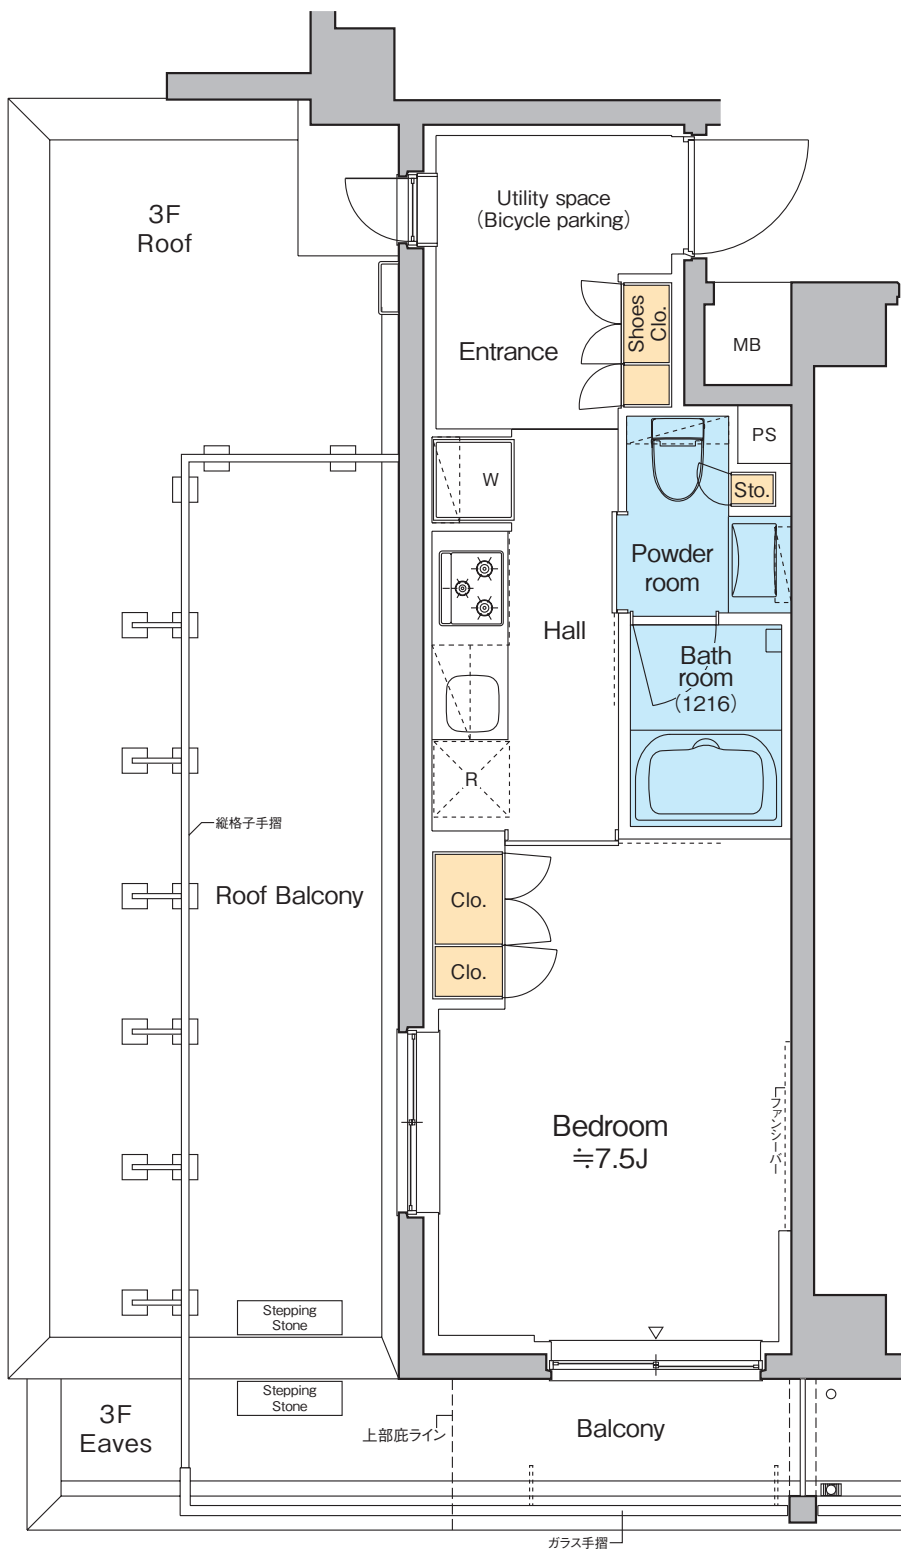 3F
Roof
Utility space
(Bicycle parking)
Shoes
Clo.
Entrance
MB
PS
W
Sto.
Powder
room
Hall
Bath
room
(1216)
R
縦格子手摺
Roof Balcony
Clo.
Clo.
ファンシーバー
Bedroom
≒7.5J
Stepping
Stone
Stepping
Stone
3F
Eaves
上部庇ライン
Balcony
ガラス手摺